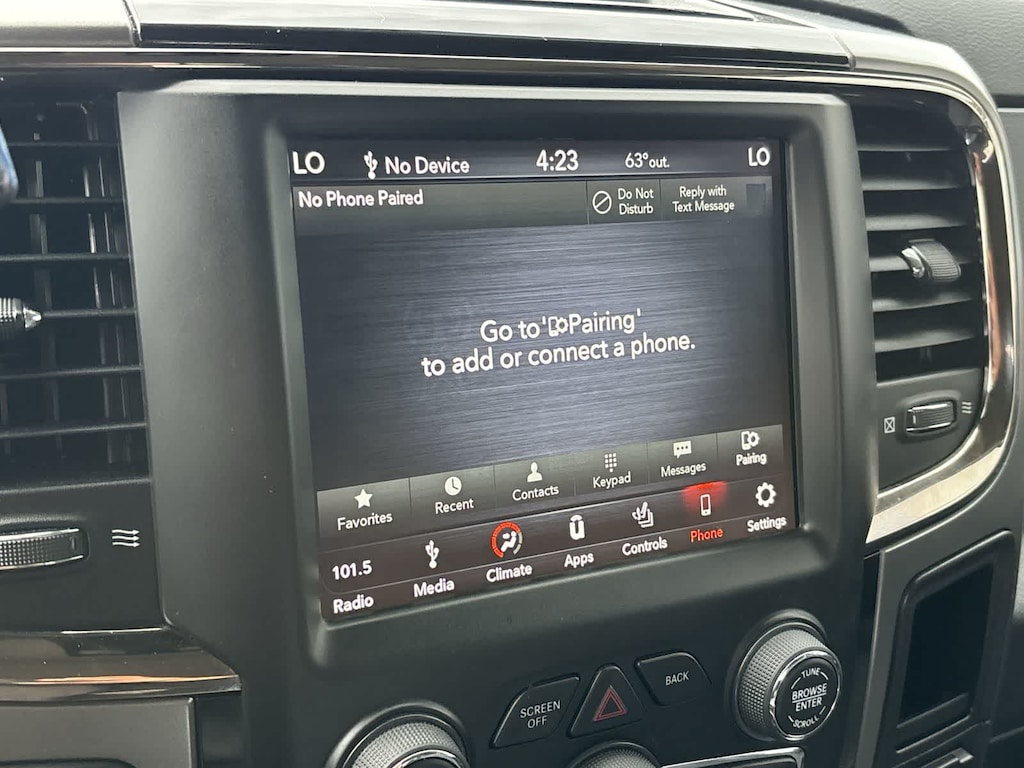 LO No Device 4:23 63°out. LO
No Phone Paired
Do Not
Disturb
Reply with
Text Message
Go to 'Pairing'
to add or connect a phone.
Favorites Recent Contacts Keypad Messages Pairing
101.5
Radio Media Climate Apps Controls Phone Settings
SCREEN
OFF
BACK
TUNE
BROWSE
ENTER
SCROLL